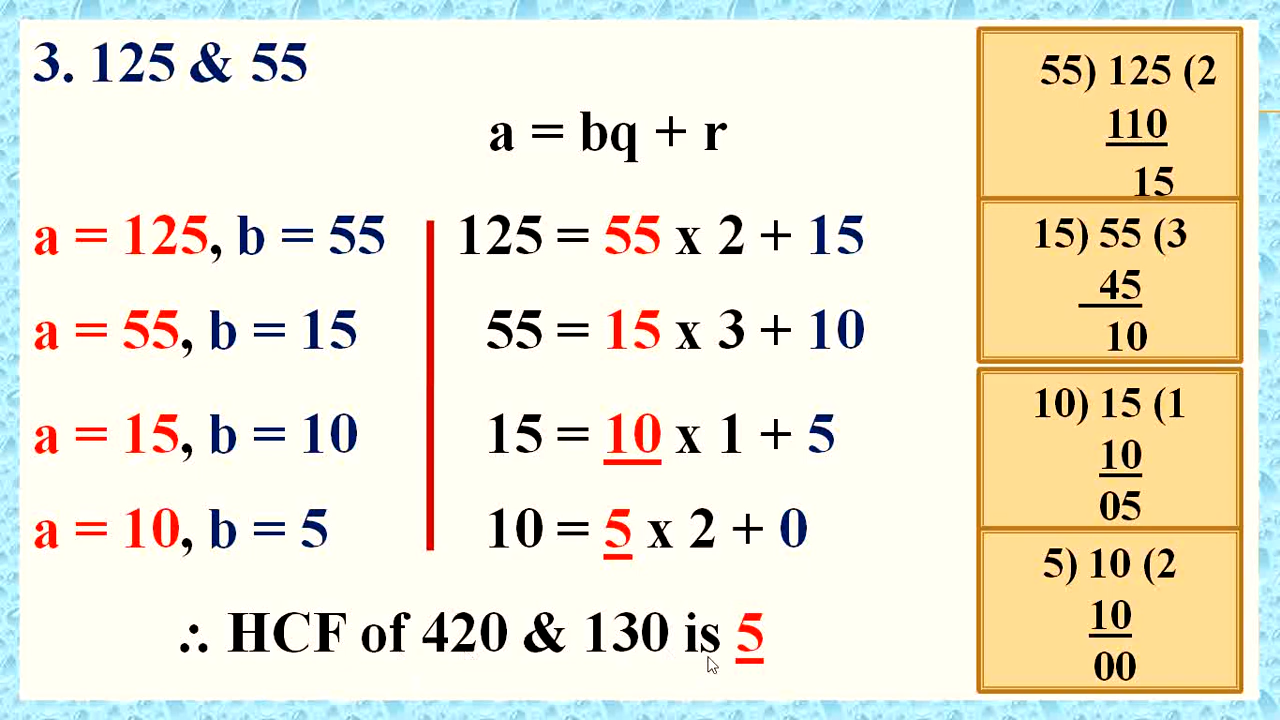 3. 125 & 55
a = bq + r
a = 125, b = 55
125 = 55 x 2 + 15
a = 55, b = 15
55 = 15 x 3 + 10
a = 15, b = 10
15 = 10 x 1 + 5
a = 10, b = 5
10 = 5 x 2 + 0
∴ HCF of 420 & 130 is 5
55) 125 (2
110
15
15) 55 (3
45
10
10) 15 (1
10
05
5) 10 (2
10
00